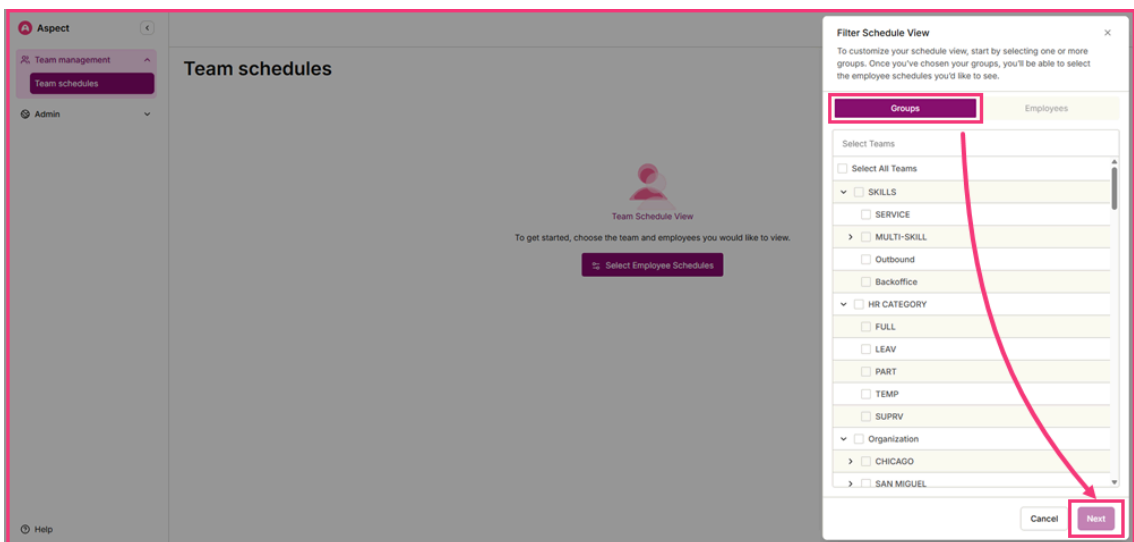 Aspect
Team management
Team schedules
Admin
Help
Team schedules
Team Schedule View
To get started, choose the team and employees you would like to view.
Select Employee Schedules
Filter Schedule View
To customize your schedule view, start by selecting one or more
groups. Once you've chosen your groups, you'll be able to select
the employee schedules you'd like to see.
Groups
Employees
Select Teams
Select All Teams
SKILLS
SERVICE
MULTI-SKILL
Outbound
Backoffice
HR CATEGORY
FULL
LEAV
PART
TEMP
SUPRV
Organization
CHICAGO
SAN MIGUEL
Cancel
Next